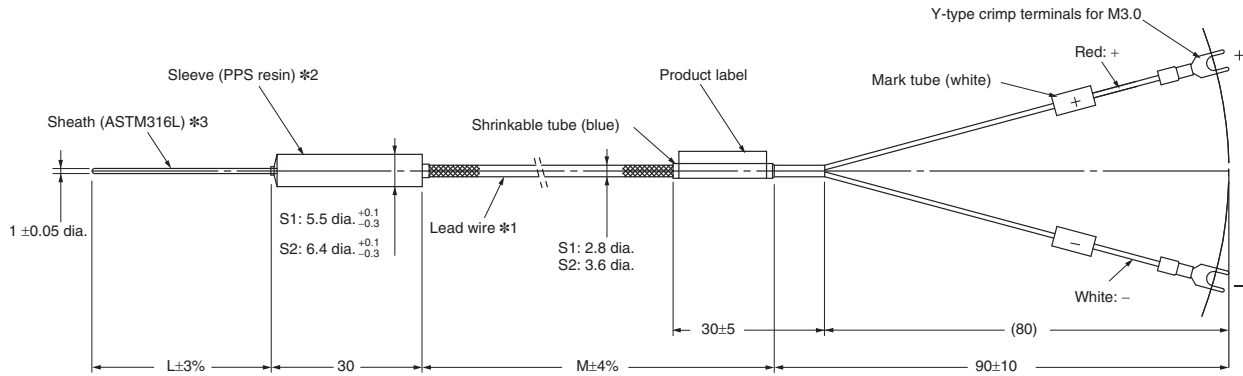 Y-type crimp terminals for M3.0
Red: +
+
Sleeve (PPS resin) *2
Product label
Mark tube (white)
+
Sheath (ASTM316L) *3
Shrinkable tube (blue)
1 ±0.05 dia.
S1: 5.5 dia. +0.1 −0.3
S2: 6.4 dia. +0.1 −0.3
Lead wire *1
S1: 2.8 dia.
S2: 3.6 dia.
−
White: −
−
30±5
(80)
L±3%
30
M±4%
90±10